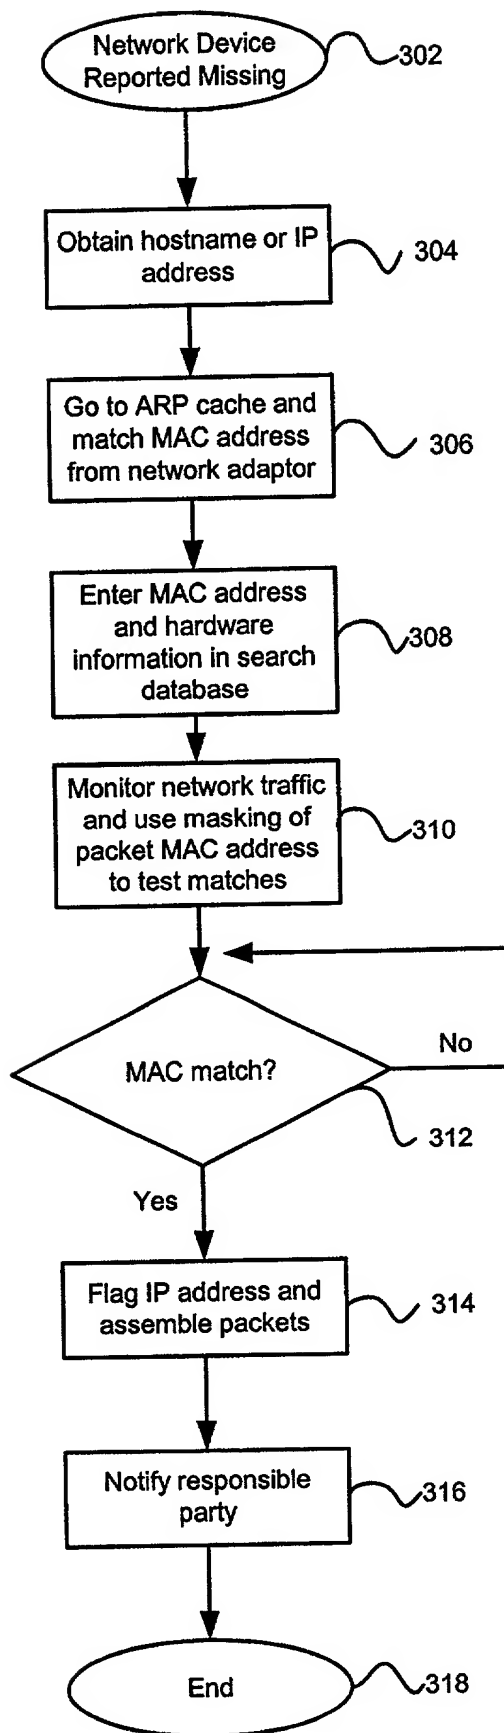 Network Device
Reported Missing
302
Obtain hostname or IP
address
304
Go to ARP cache and
match MAC address
from network adaptor
306
Enter MAC address
and hardware
information in search
database
308
Monitor network traffic
and use masking of
packet MAC address
to test matches
310
MAC match?
No
312
Yes
Flag IP address and
assemble packets
314
Notify responsible
party
316
End
318